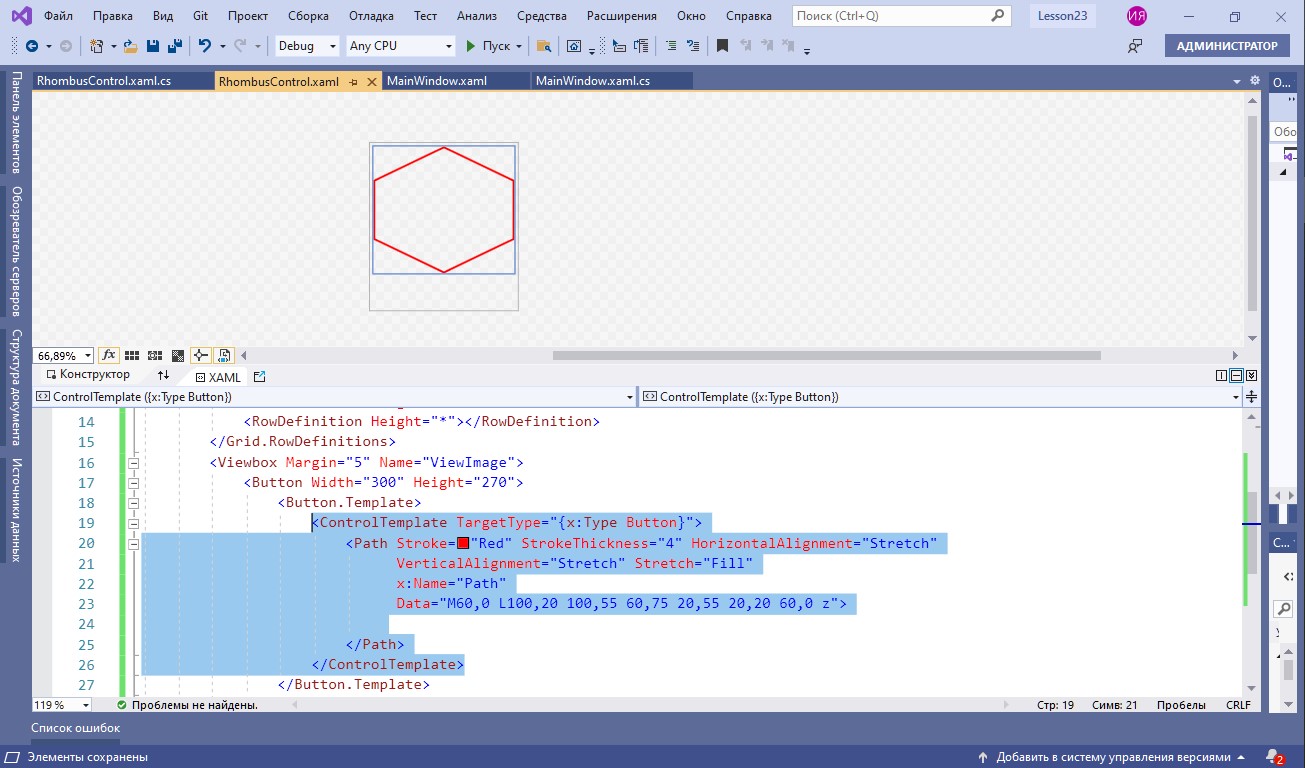 Файл Правка Вид Git Проект Сборка Отладка Тест Анализ Средства Расширения Окно Справка Поиск (Ctrl+Q) Lesson23 ИЯ
Debug Any CPU Пуск АДМИНИСТРАТОР
RhombusControl.xaml.cs RhombusControl.xaml MainWindow.xaml MainWindow.xaml.cs
Панель элементов
Обозреватель серверов
Структура документа
Источники данных
О...
Обо
66,89% fx
Конструктор XAML
ControlTemplate ({x:Type Button}) ControlTemplate ({x:Type Button})
14 <RowDefinition Height="*"></RowDefinition>
15 </Grid.RowDefinitions>
16 <Viewbox Margin="5" Name="ViewImage">
17 <Button Width="300" Height="270">
18 <Button.Template>
19 <ControlTemplate TargetType="{x:Type Button}">
20 <Path Stroke="Red" StrokeThickness="4" HorizontalAlignment="Stretch"
21 VerticalAlignment="Stretch" Stretch="Fill"
22 x:Name="Path"
23 Data="M60,0 L100,20 100,55 60,75 20,55 20,20 60,0 z">
24
25 </Path>
26 </ControlTemplate>
27 </Button.Template>
С...
119 % Проблемы не найдены. Стр: 19 Симв: 21 Пробелы CRLF
Список ошибок
Элементы сохранены Добавить в систему управления версиями 2